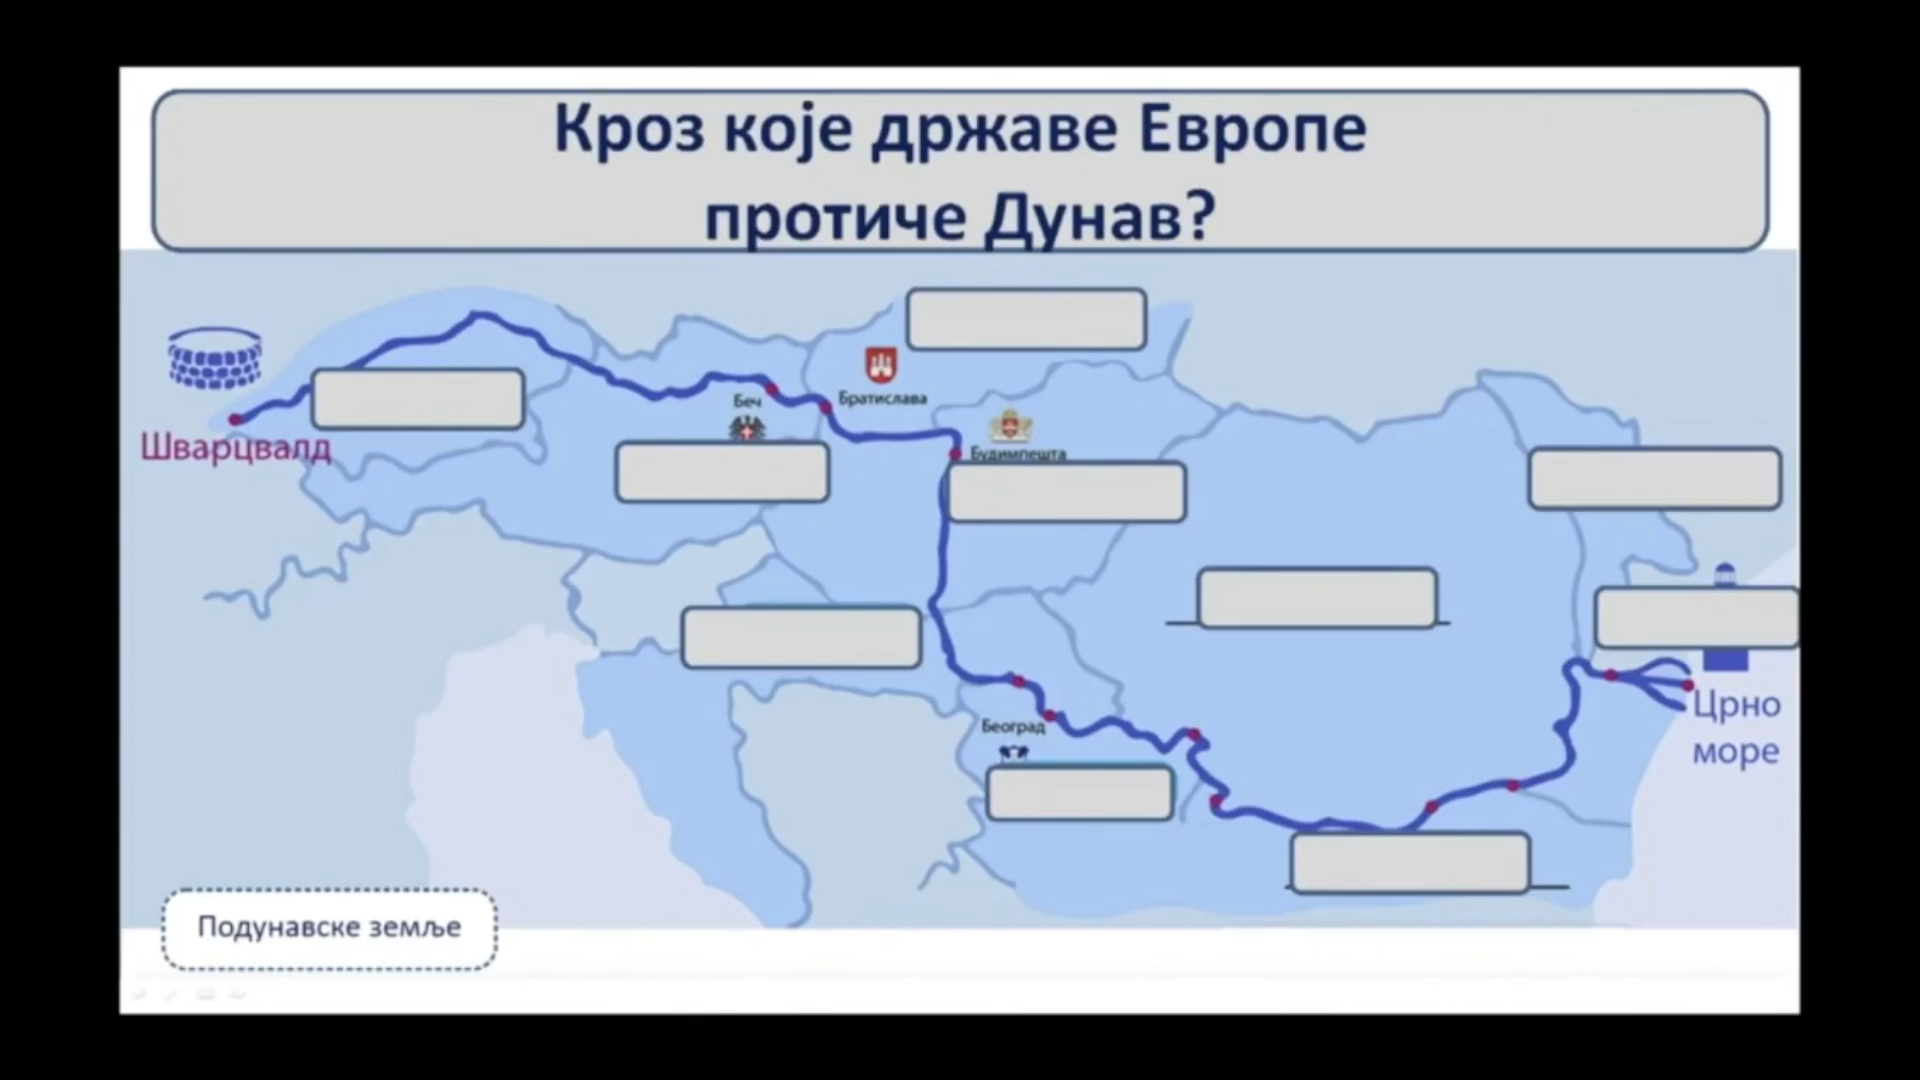 Кроз које државе Европе
протиче Дунав?
Братислава
Беч
Шварцвалд
Будимпешта
Београд
Црно
море
Подунавске земље